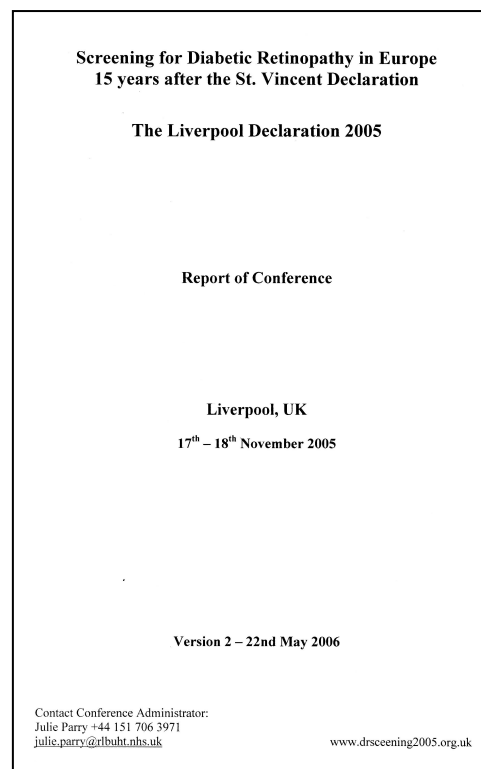 Screening for Diabetic Retinopathy in Europe
15 years after the St. Vincent Declaration
The Liverpool Declaration 2005
Report of Conference
Liverpool, UK
17th – 18th November 2005
Version 2 – 22nd May 2006
Contact Conference Administrator:
Julie Parry +44 151 706 3971
julie.parry@rlbuht.nhs.uk
www.drsceening2005.org.uk